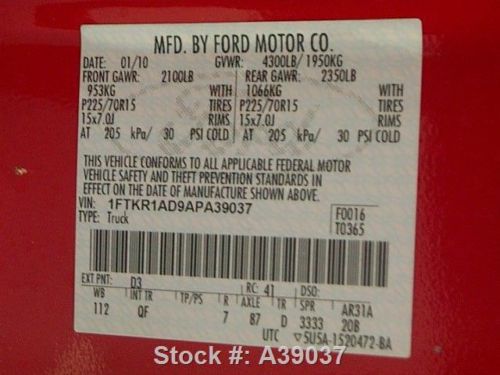 MFD. BY FORD MOTOR CO.
DATE: 01/10 GVWR: 4300LB/ 1950KG
FRONT GAWR: 2100LB REAR GAWR: 2350LB
953KG WITH 1066KG WITH
P225/70R15 TIRES P225/70R15 TIRES
15x7.0J RIMS 15x7.0J RIMS
AT 205 kPa/ 30 PSI COLD AT 205 kPa/ 30 PSI COLD
THIS VEHICLE CONFORMS TO ALL APPLICABLE FEDERAL MOTOR
VEHICLE SAFETY AND THEFT PREVENTION STANDARDS IN
EFFECT ON THE DATE OF MANUFACTURE SHOWN ABOVE.
VIN: 1FTKR1AD9APA39037 F0016
TYPE: Truck T0365
EXT PNT: D3 RC: 41 DSO:
WB INT TR TP/PS R AXLE TR SPR AR31A
112 QF 7 87 D 3333 20B
UTC ▽5U5A-1520472-BA
Stock #: A39037